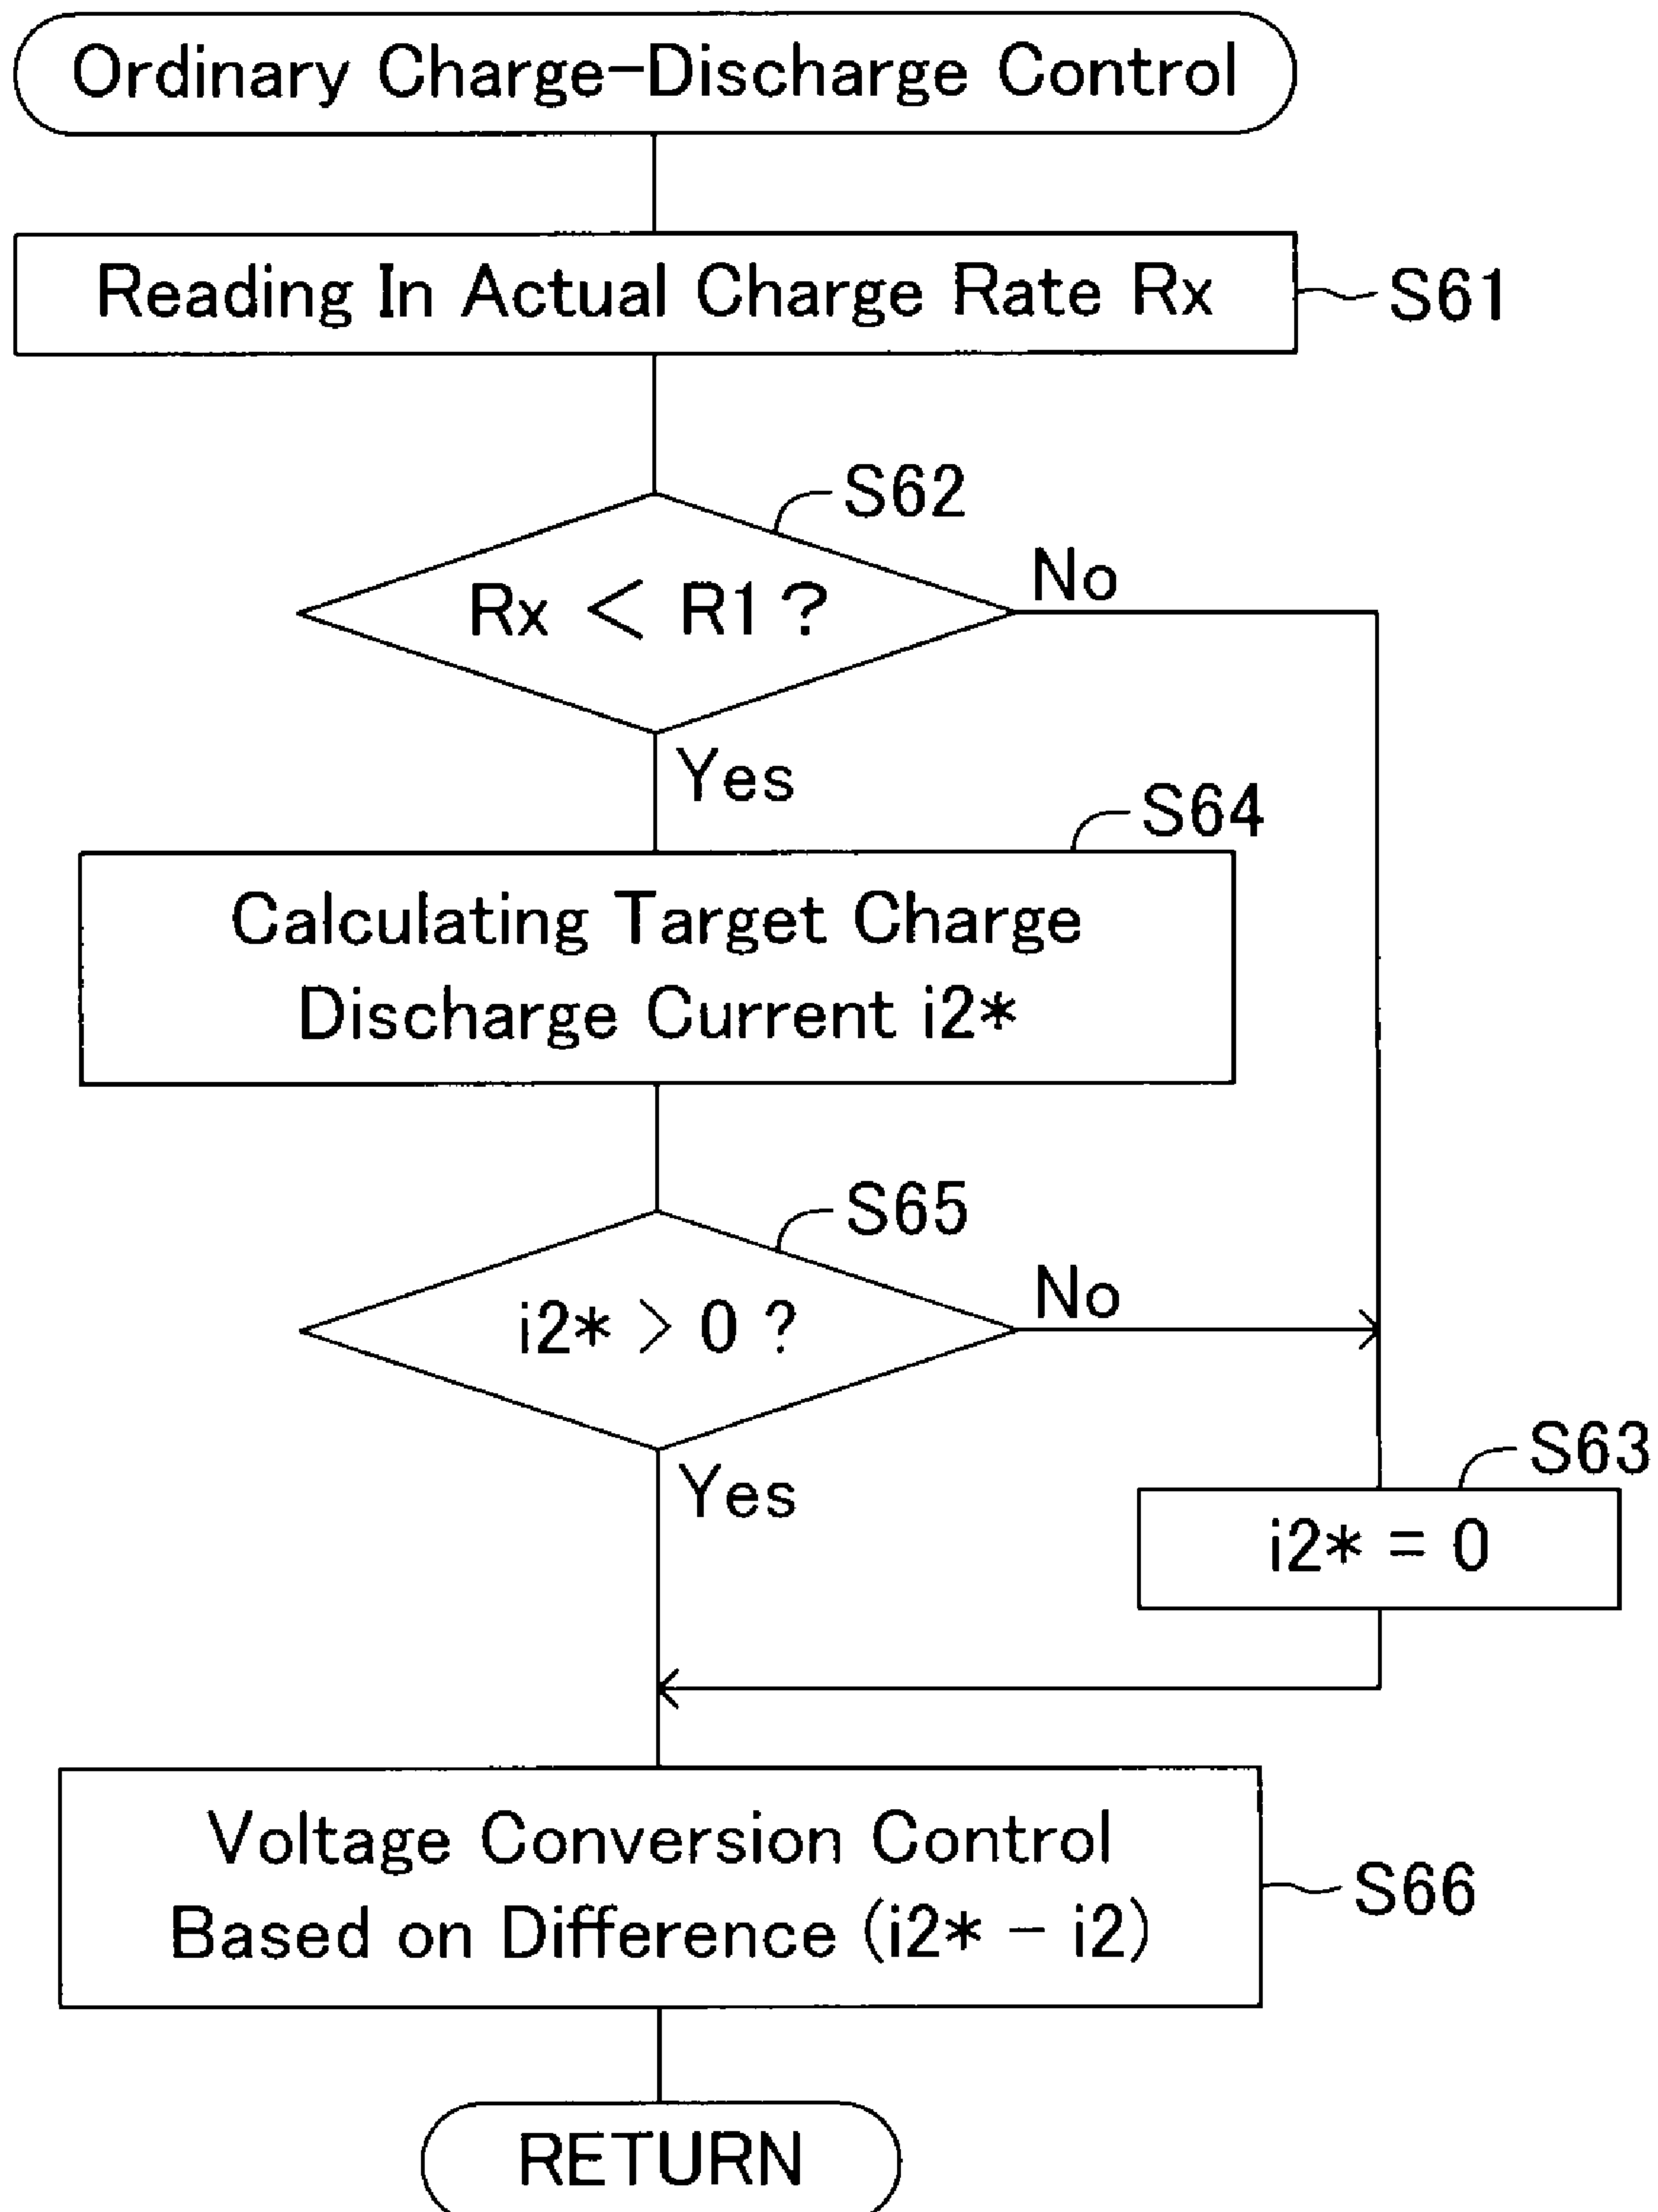 Ordinary Charge-Discharge Control
Reading In Actual Charge Rate Rx
S61
S62
Rx < R1 ?
No
Yes
S64
Calculating Target Charge
Discharge Current i2*
S65
i2* > 0 ?
No
Yes
S63
i2* = 0
Voltage Conversion Control
Based on Difference (i2* - i2)
S66
RETURN